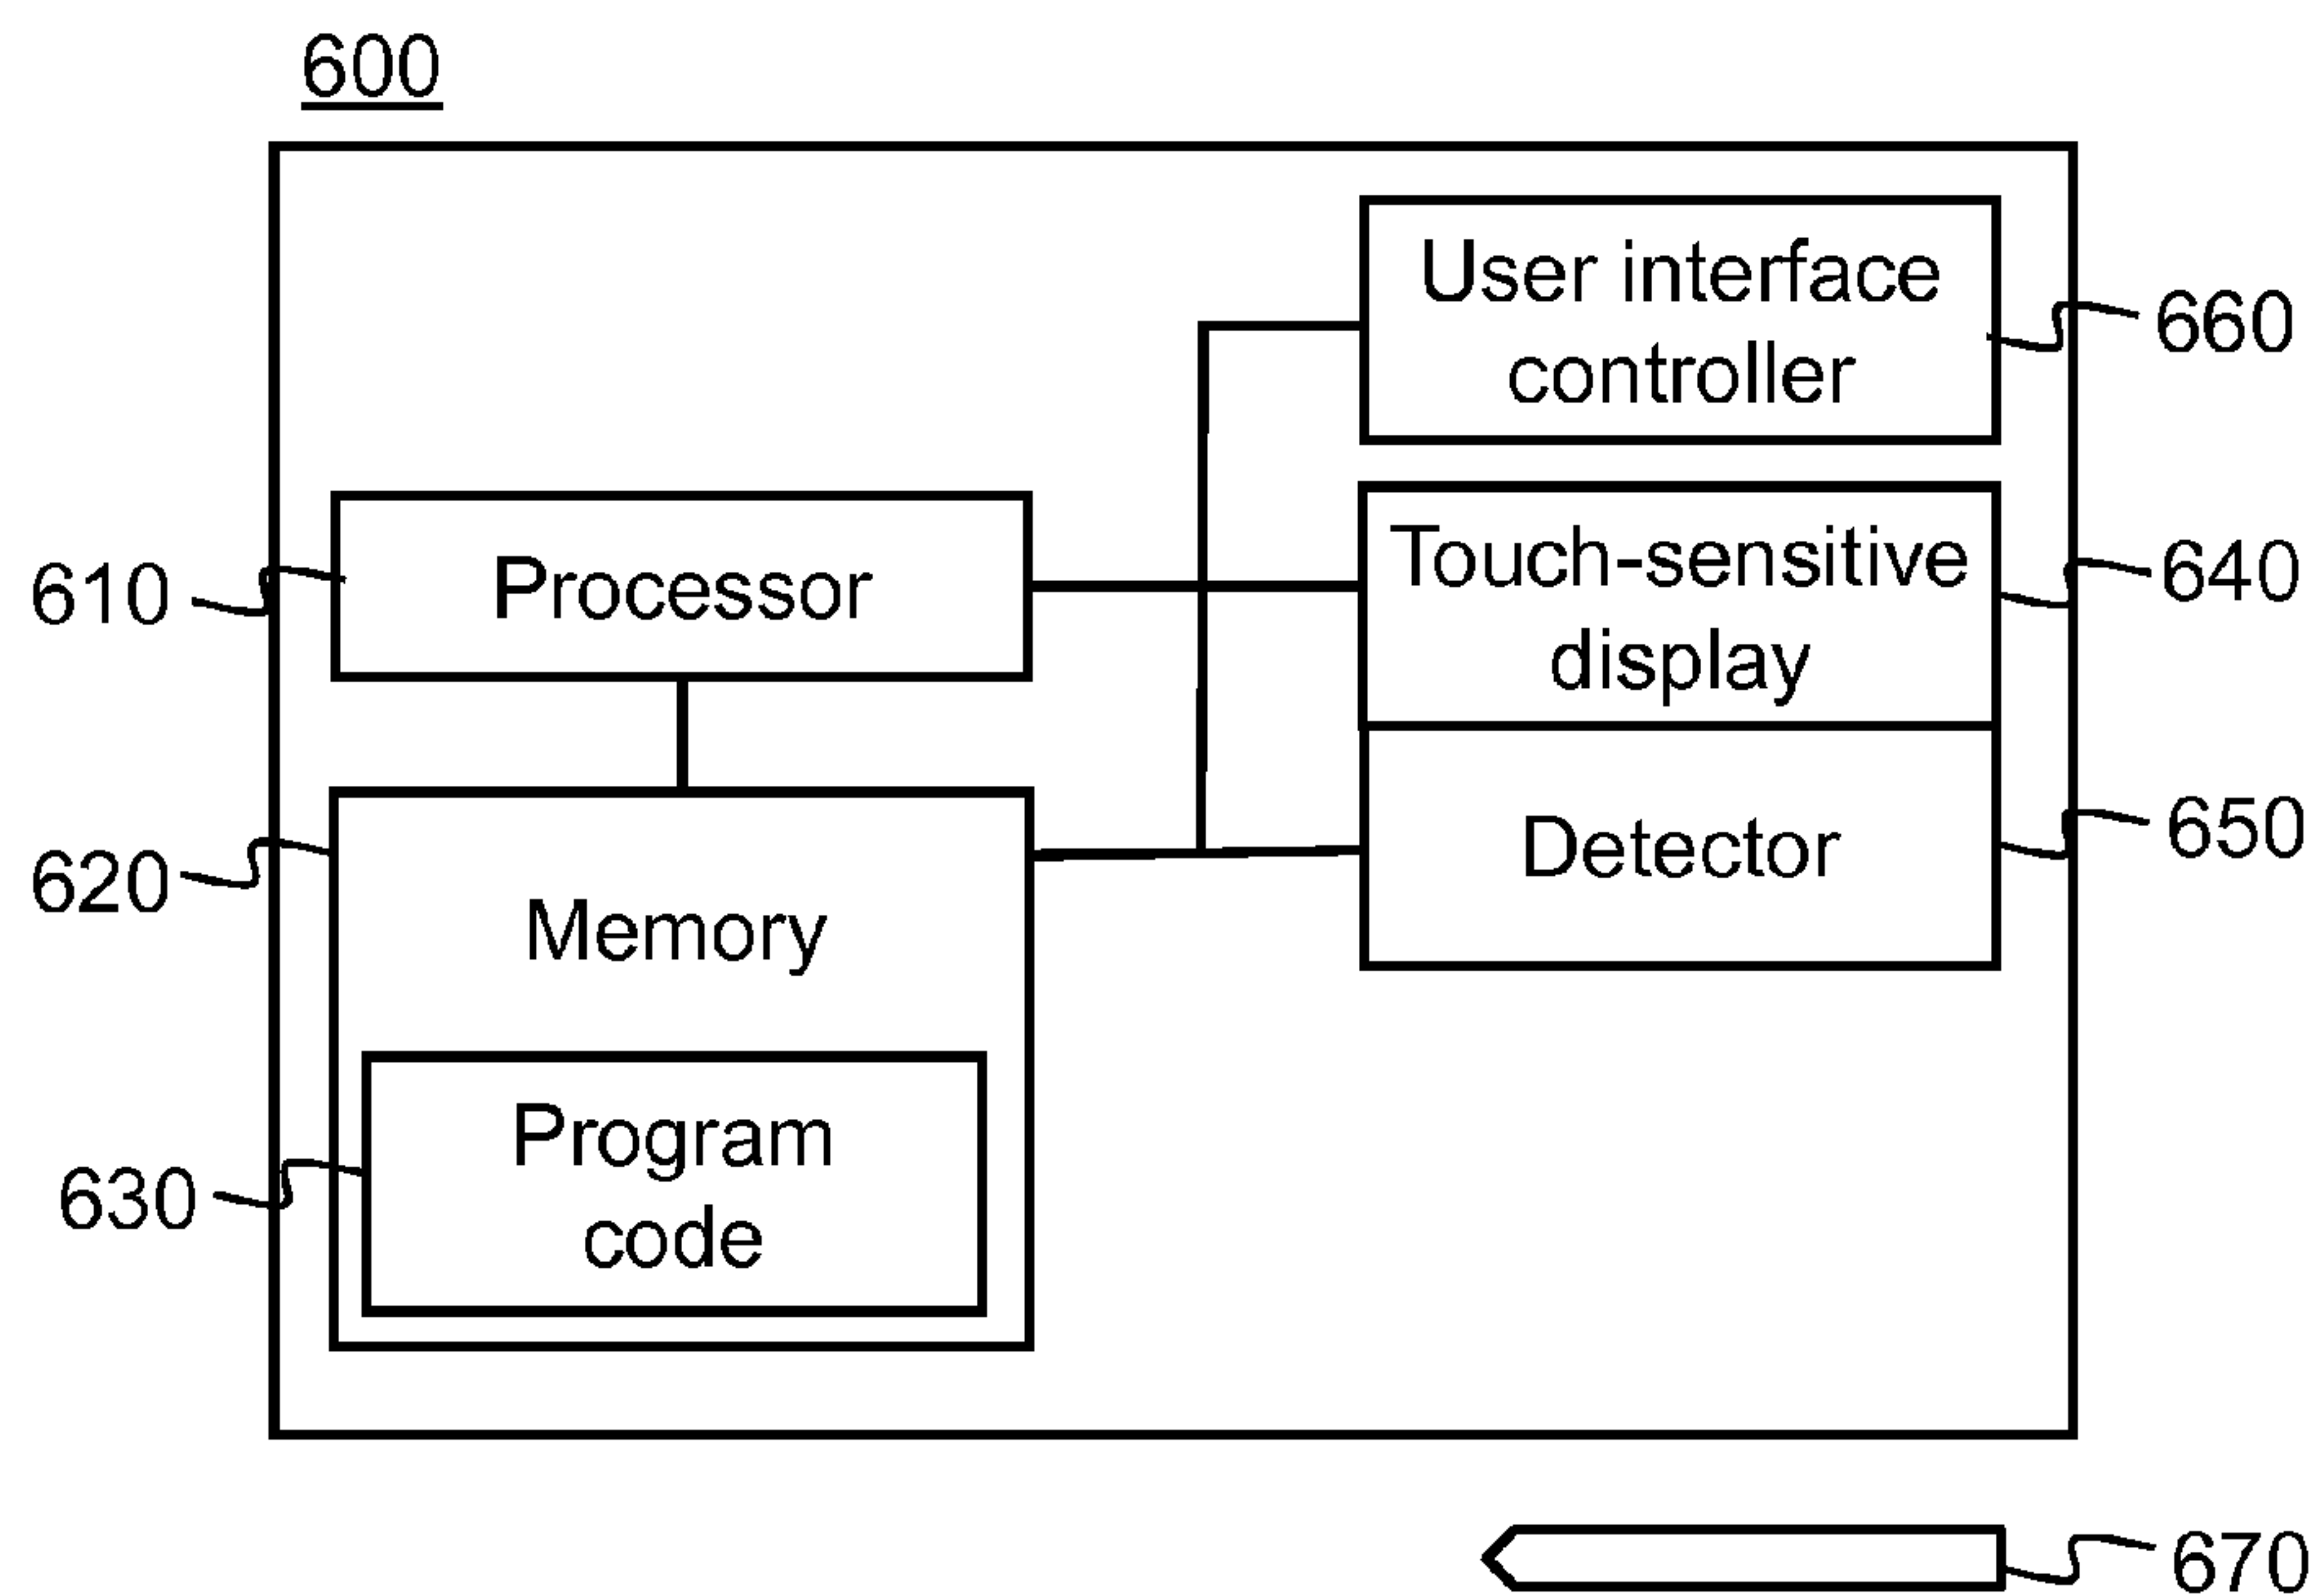 600
User interface
controller
660
610
Processor
Touch-sensitive
display
640
620
Memory
Detector
650
630
Program
code
670